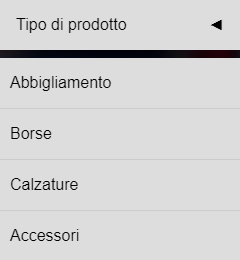 Tipo di prodotto
Abbigliamento
Borse
Calzature
Accessori